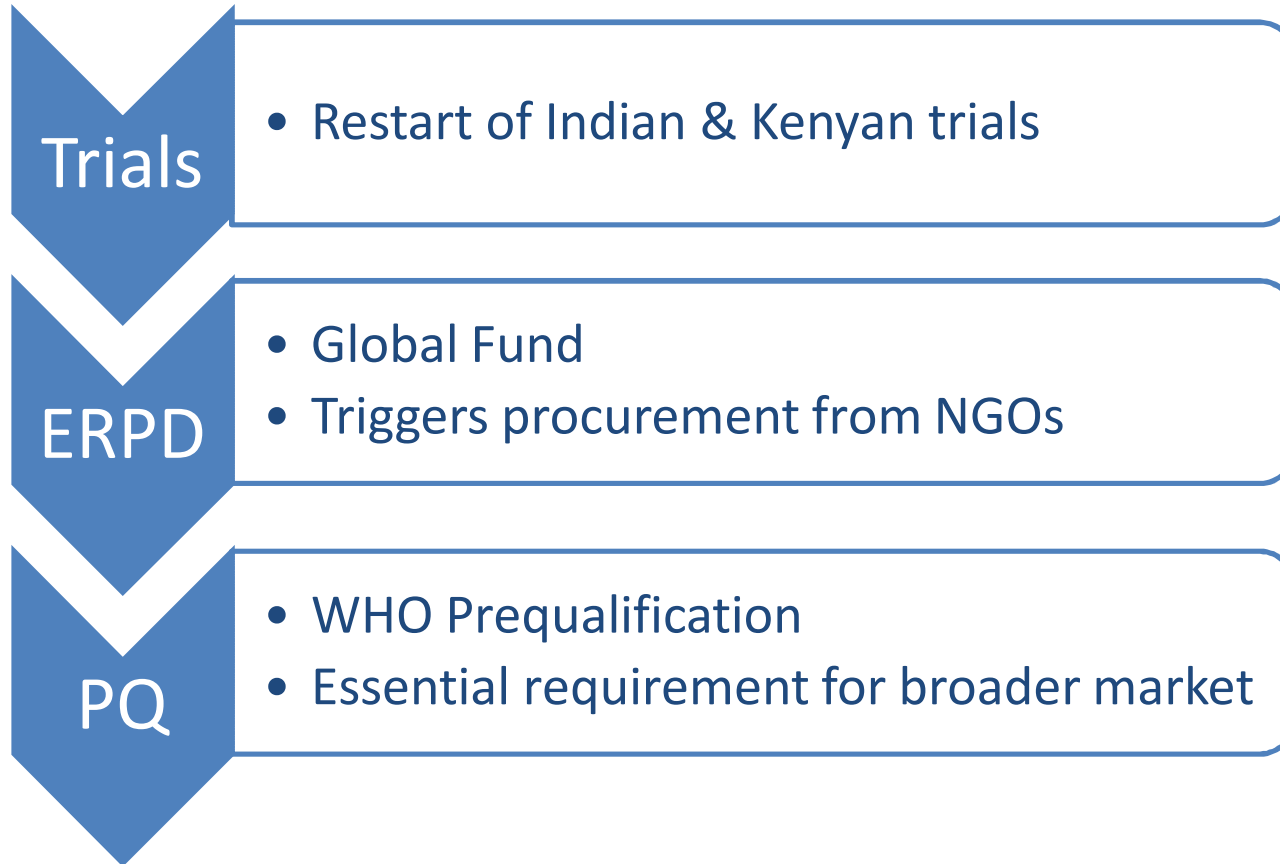 Trials
• Restart of Indian & Kenyan trials
ERPD
• Global Fund
• Triggers procurement from NGOs
PQ
• WHO Prequalification
• Essential requirement for broader market